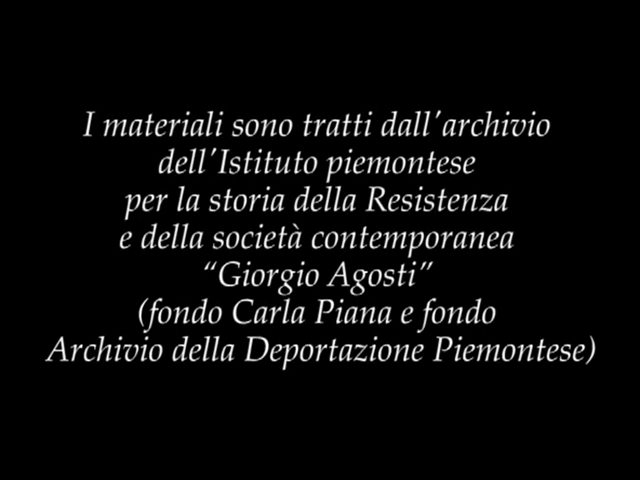 I materiali sono tratti dall'archivio
dell'Istituto piemontese
per la storia della Resistenza
e della società contemporanea
“Giorgio Agosti”
(fondo Carla Piana e fondo
Archivio della Deportazione Piemontese)